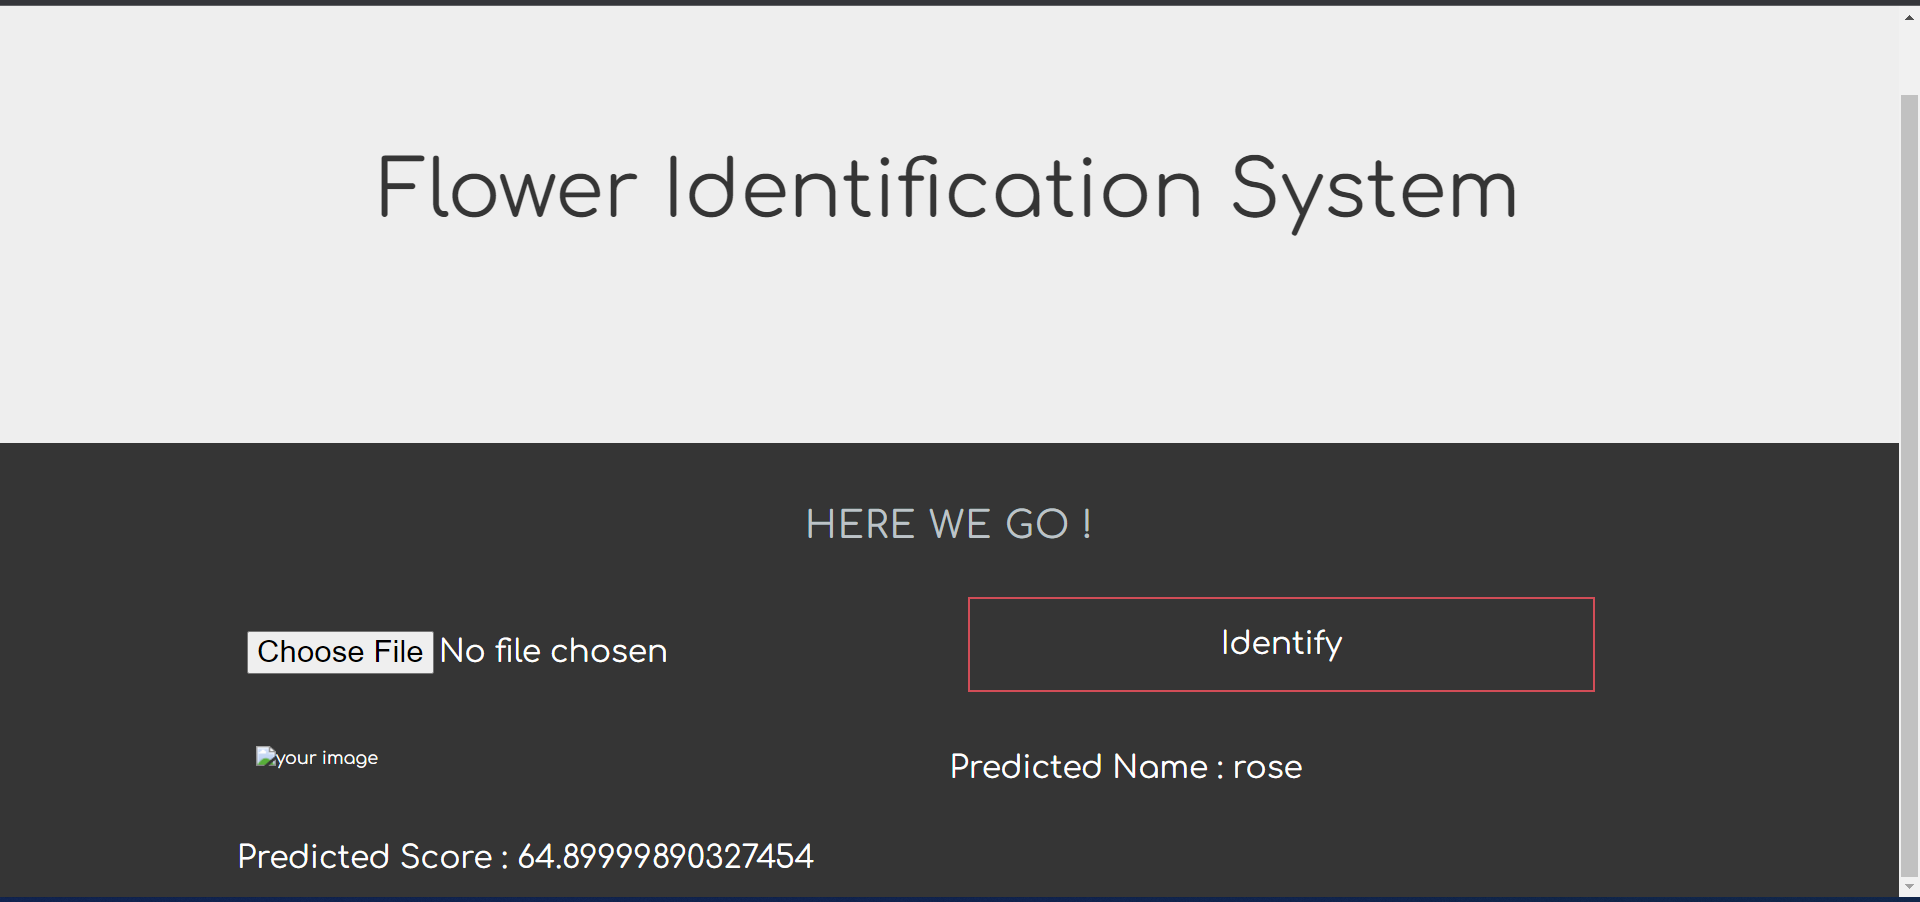 Flower Identification System
HERE WE GO !
Choose File No file chosen
Identify
your image
Predicted Name : rose
Predicted Score : 64.89999890327454